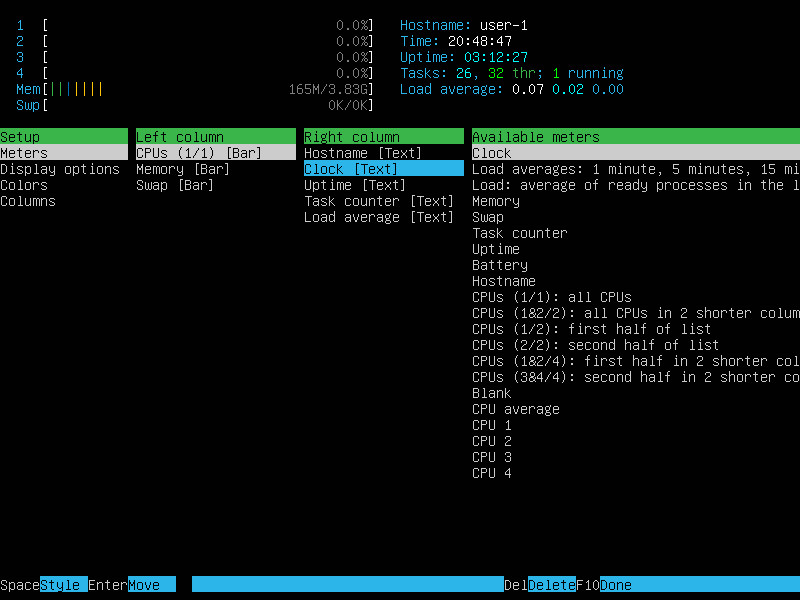 1 [ 0.0%] Hostname: user-1
2 [ 0.0%] Time: 20:48:47
3 [ 0.0%] Uptime: 03:12:27
4 [ 0.0%] Tasks: 26, 32 thr; 1 running
Mem[||||||| 165M/3.83G] Load average: 0.07 0.02 0.00
Swp[ 0K/0K]
Setup Left column Right column Available meters
Meters CPUs (1/1) [Bar] Hostname [Text] Clock
Display options Memory [Bar] Clock [Text] Load averages: 1 minute, 5 minutes, 15 mi
Colors Swap [Bar] Uptime [Text] Load: average of ready processes in the l
Columns Task counter [Text] Memory
Load average [Text] Swap
Task counter
Uptime
Battery
Hostname
CPUs (1/1): all CPUs
CPUs (1&2/2): all CPUs in 2 shorter colum
CPUs (1/2): first half of list
CPUs (2/2): second half of list
CPUs (1&2/4): first half in 2 shorter col
CPUs (3&4/4): second half in 2 shorter co
Blank
CPU average
CPU 1
CPU 2
CPU 3
CPU 4
SpaceStyle EnterMove DelDeleteF10Done